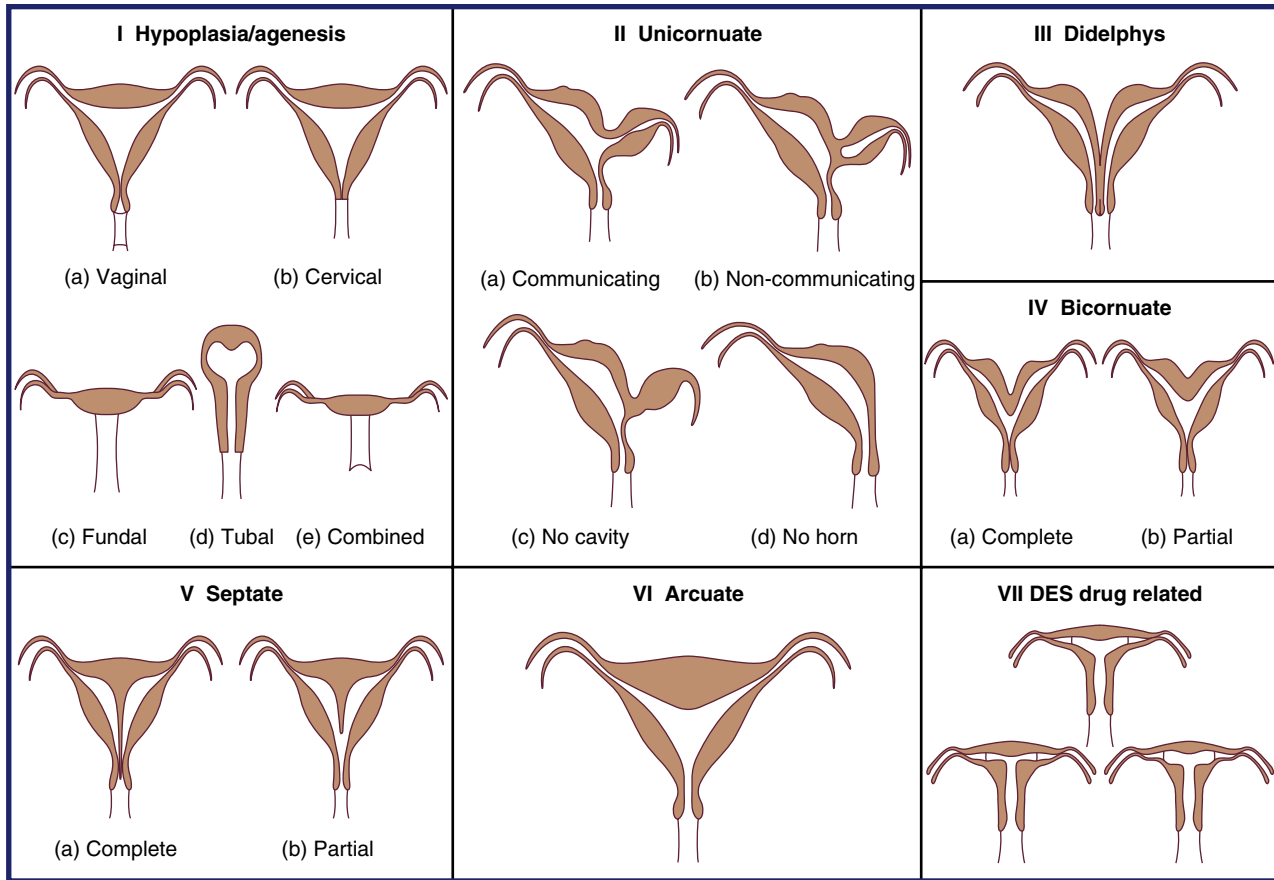 I Hypoplasia/agenesis
(a) Vaginal
(b) Cervical
(c) Fundal
(d) Tubal
(e) Combined
II Unicornuate
(a) Communicating
(b) Non-communicating
(c) No cavity
(d) No horn
III Didelphys
IV Bicornuate
(a) Complete
(b) Partial
V Septate
(a) Complete
(b) Partial
VI Arcuate
VII DES drug related